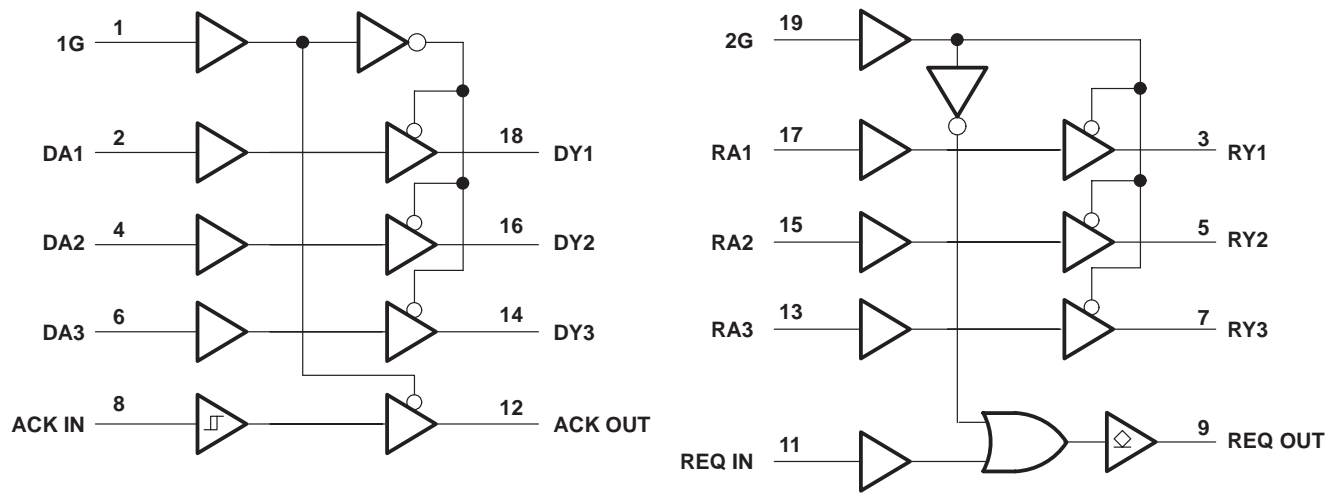 1G 1
DA1 2 18 DY1
DA2 4 16 DY2
DA3 6 14 DY3
ACK IN 8 12 ACK OUT
2G 19
RA1 17 3 RY1
RA2 15 5 RY2
RA3 13 7 RY3
REQ IN 11 9 REQ OUT